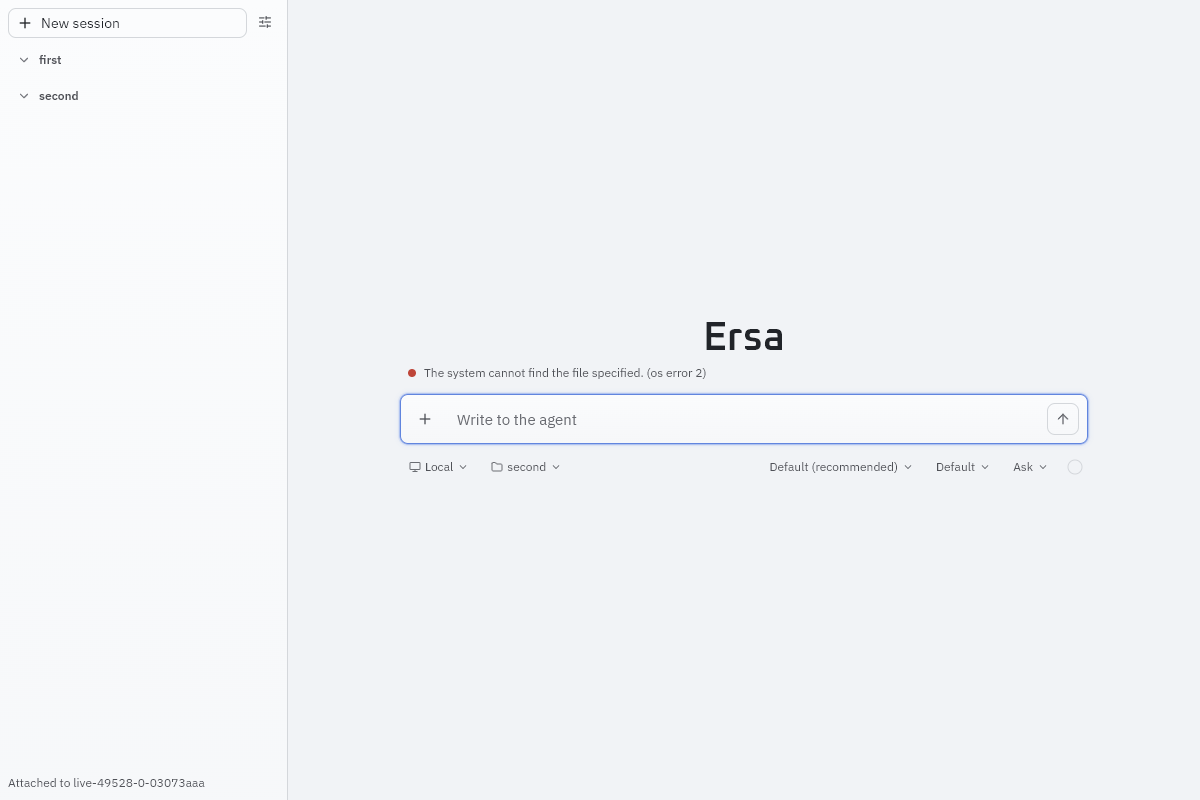 New session
first
second
Ersa
The system cannot find the file specified. (os error 2)
Write to the agent
Local second Default (recommended) Default Ask
Attached to live-49528-0-03073aaa